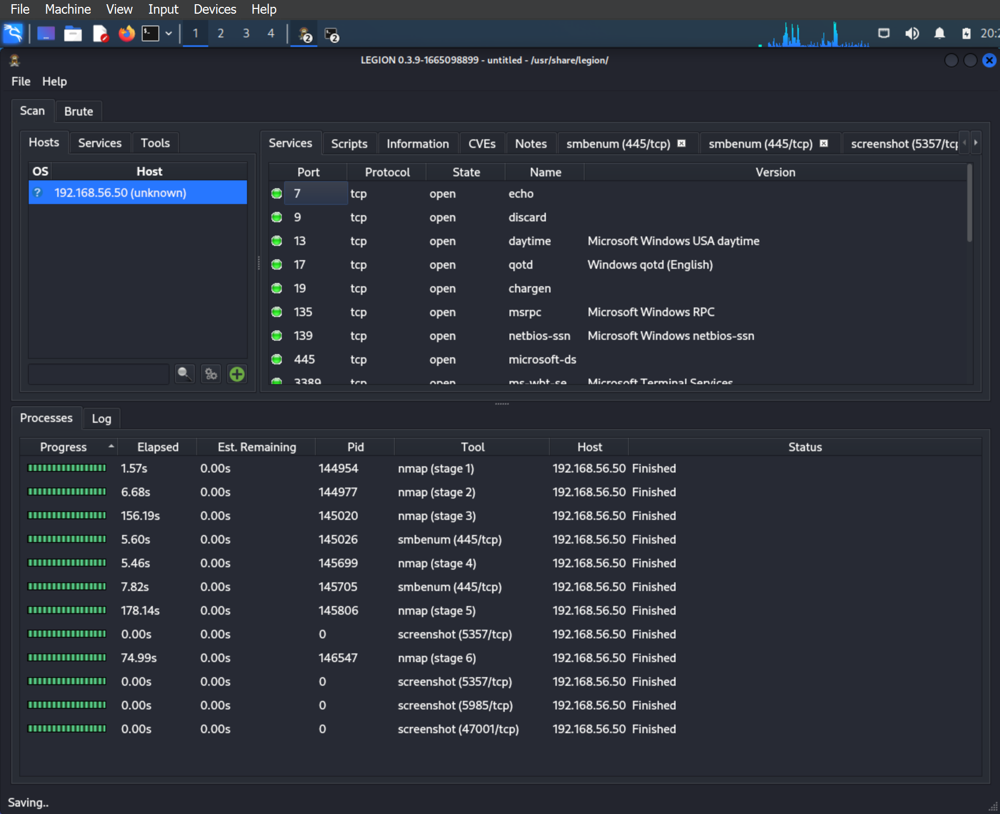 File Machine View Input Devices Help
1 2 3 4 2 2
LEGION 0.3.9-1665098899 - untitled - /usr/share/legion/
File Help
Scan Brute
Hosts Services Tools
OS Host
? 192.168.56.50 (unknown)
Services Scripts Information CVEs Notes smbenum (445/tcp) smbenum (445/tcp) screenshot (5357/tcp
Port Protocol State Name Version
7 tcp open echo
9 tcp open discard
13 tcp open daytime Microsoft Windows USA daytime
17 tcp open qotd Windows qotd (English)
19 tcp open chargen
135 tcp open msrpc Microsoft Windows RPC
139 tcp open netbios-ssn Microsoft Windows netbios-ssn
445 tcp open microsoft-ds
3389 tcp open ms-wbt-se Microsoft Terminal Services
Processes Log
Progress Elapsed Est. Remaining Pid Tool Host Status
1.57s 0.00s 144954 nmap (stage 1) 192.168.56.50 Finished
6.68s 0.00s 144977 nmap (stage 2) 192.168.56.50 Finished
156.19s 0.00s 145020 nmap (stage 3) 192.168.56.50 Finished
5.60s 0.00s 145026 smbenum (445/tcp) 192.168.56.50 Finished
5.46s 0.00s 145699 nmap (stage 4) 192.168.56.50 Finished
7.82s 0.00s 145705 smbenum (445/tcp) 192.168.56.50 Finished
178.14s 0.00s 145806 nmap (stage 5) 192.168.56.50 Finished
0.00s 0.00s 0 screenshot (5357/tcp) 192.168.56.50 Finished
74.99s 0.00s 146547 nmap (stage 6) 192.168.56.50 Finished
0.00s 0.00s 0 screenshot (5357/tcp) 192.168.56.50 Finished
0.00s 0.00s 0 screenshot (5985/tcp) 192.168.56.50 Finished
0.00s 0.00s 0 screenshot (47001/tcp) 192.168.56.50 Finished
Saving..